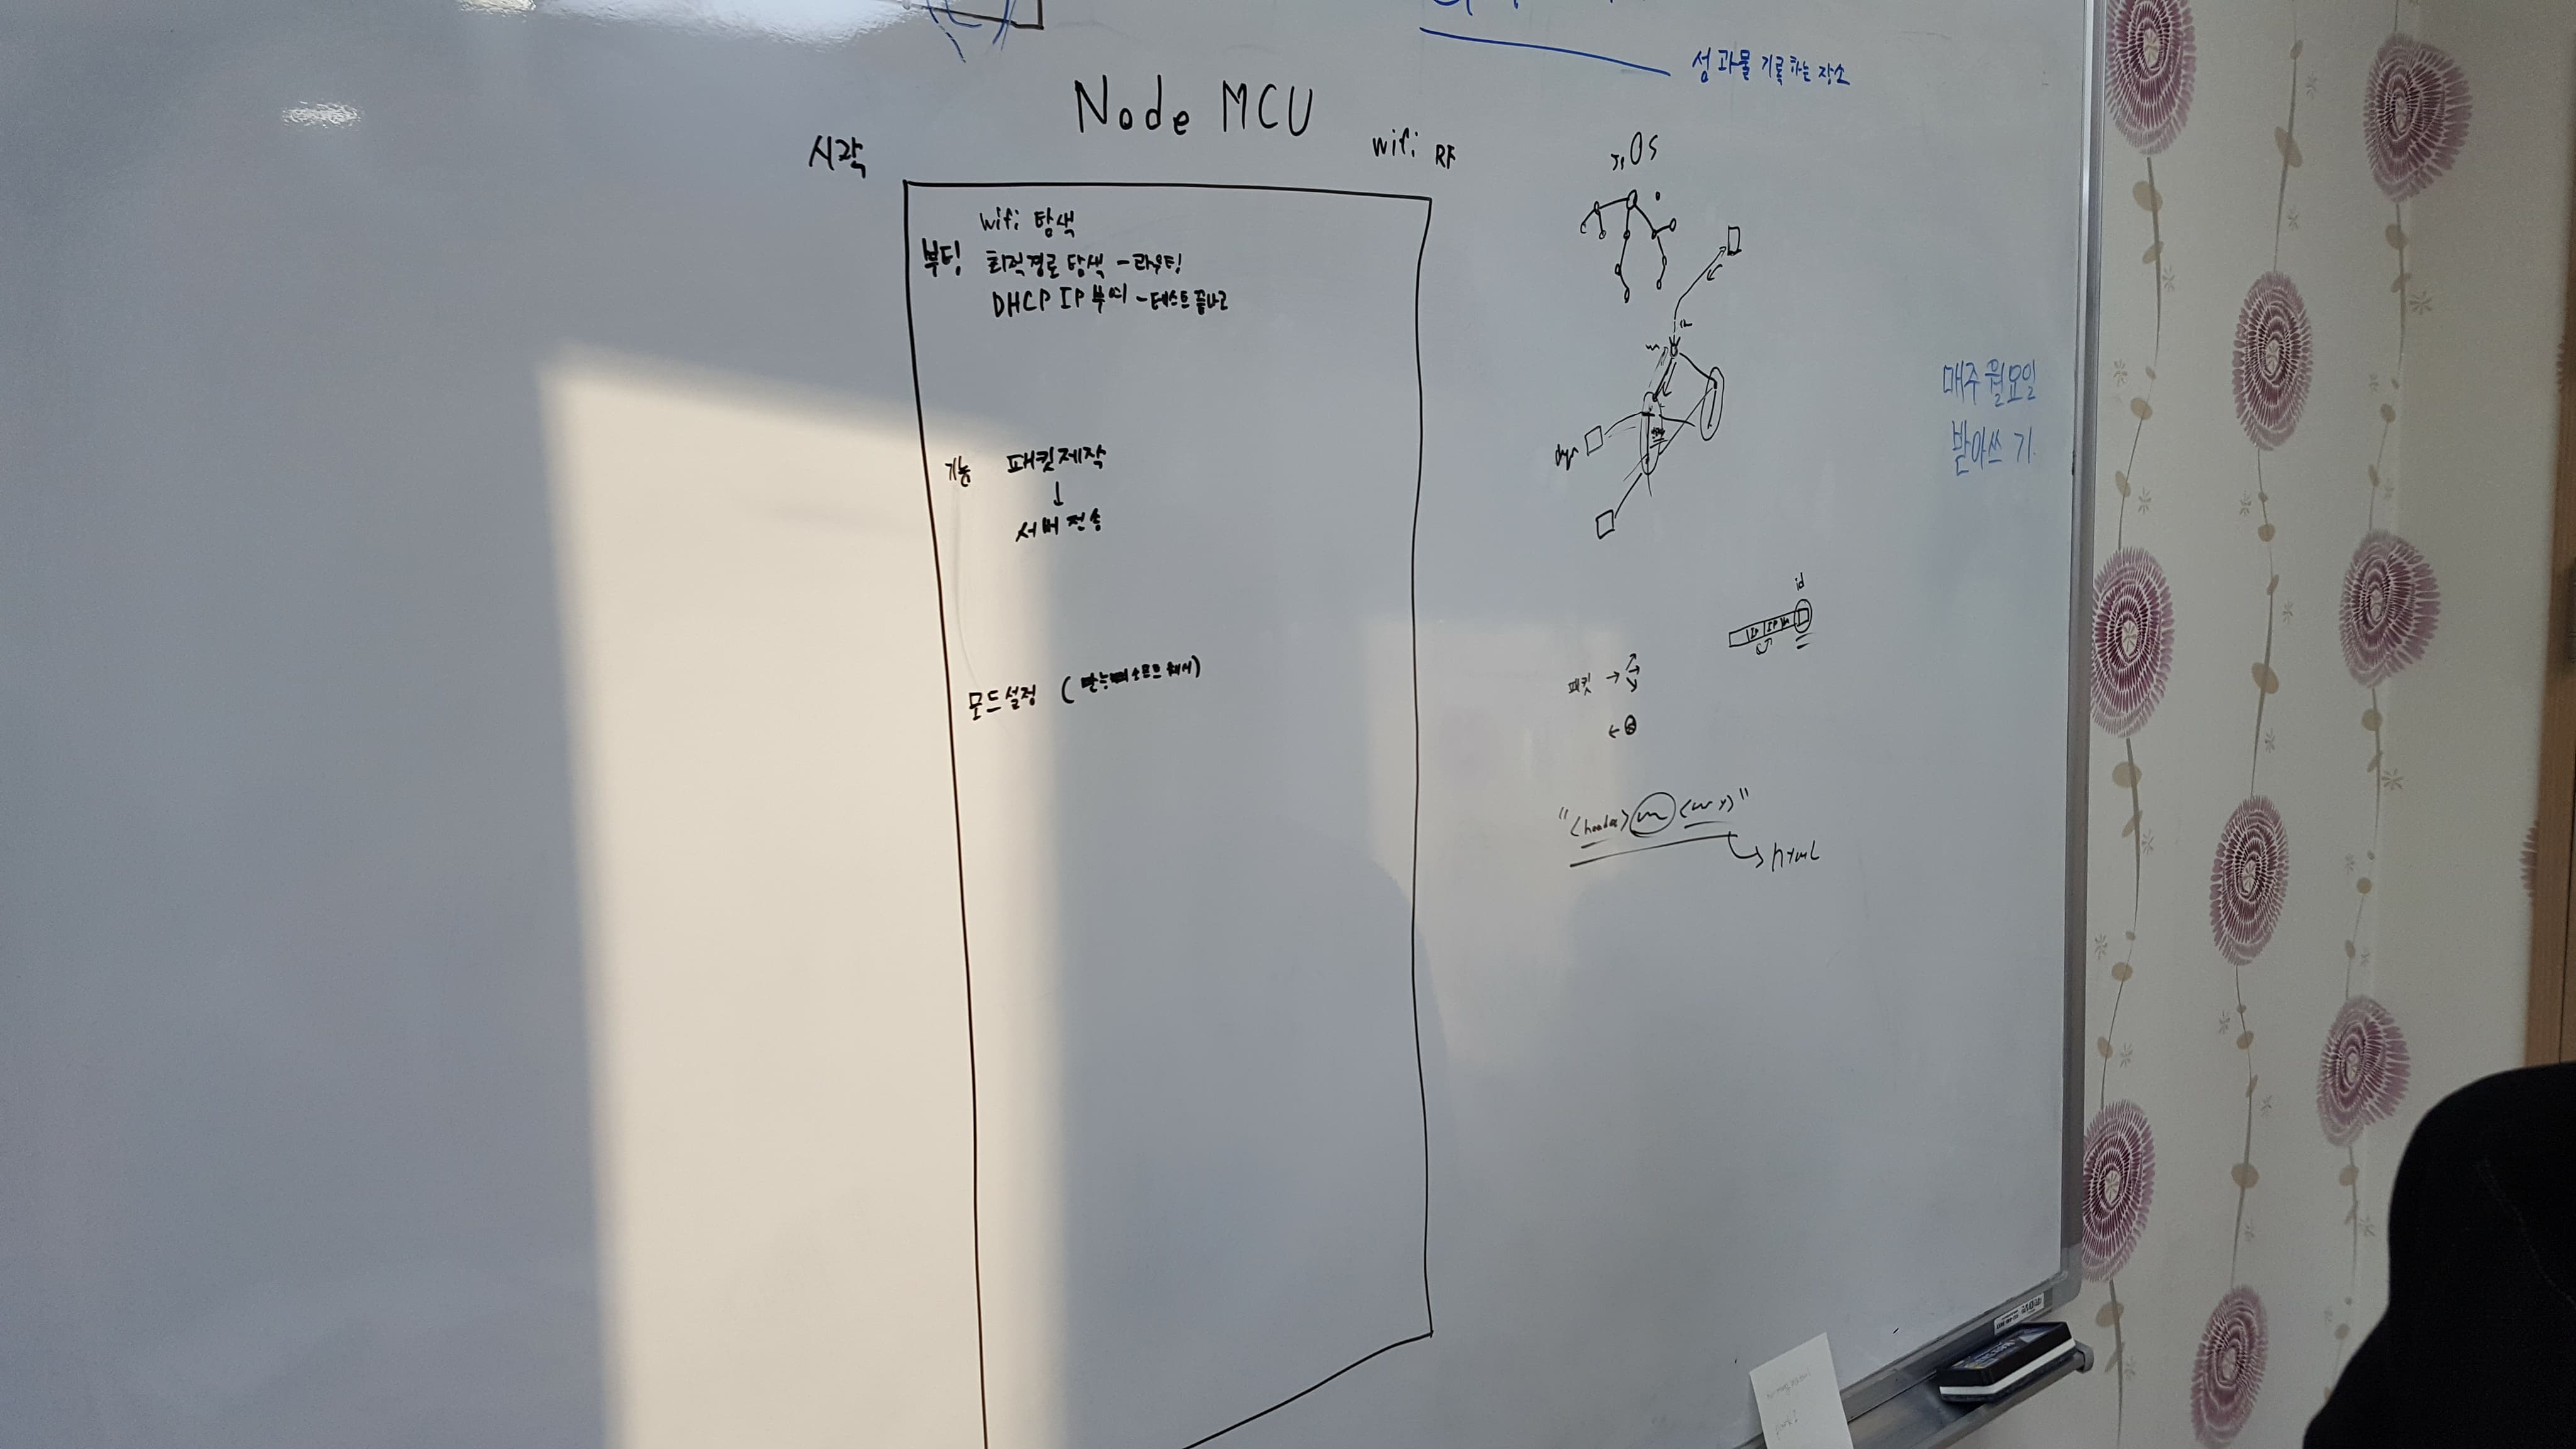 성과물 기록하는 장소
Node MCU
시작
wifi RF
OS
wifi 탐색
부팅 최적경로 탐색 - 라우팅
DHCP IP 부여 - 테스트 끝나고
매주 월요일
받아쓰기
기능 패킷제작
↓
서버 전송
id
IP IP
패킷 →
모드설정 (
"<header>
html